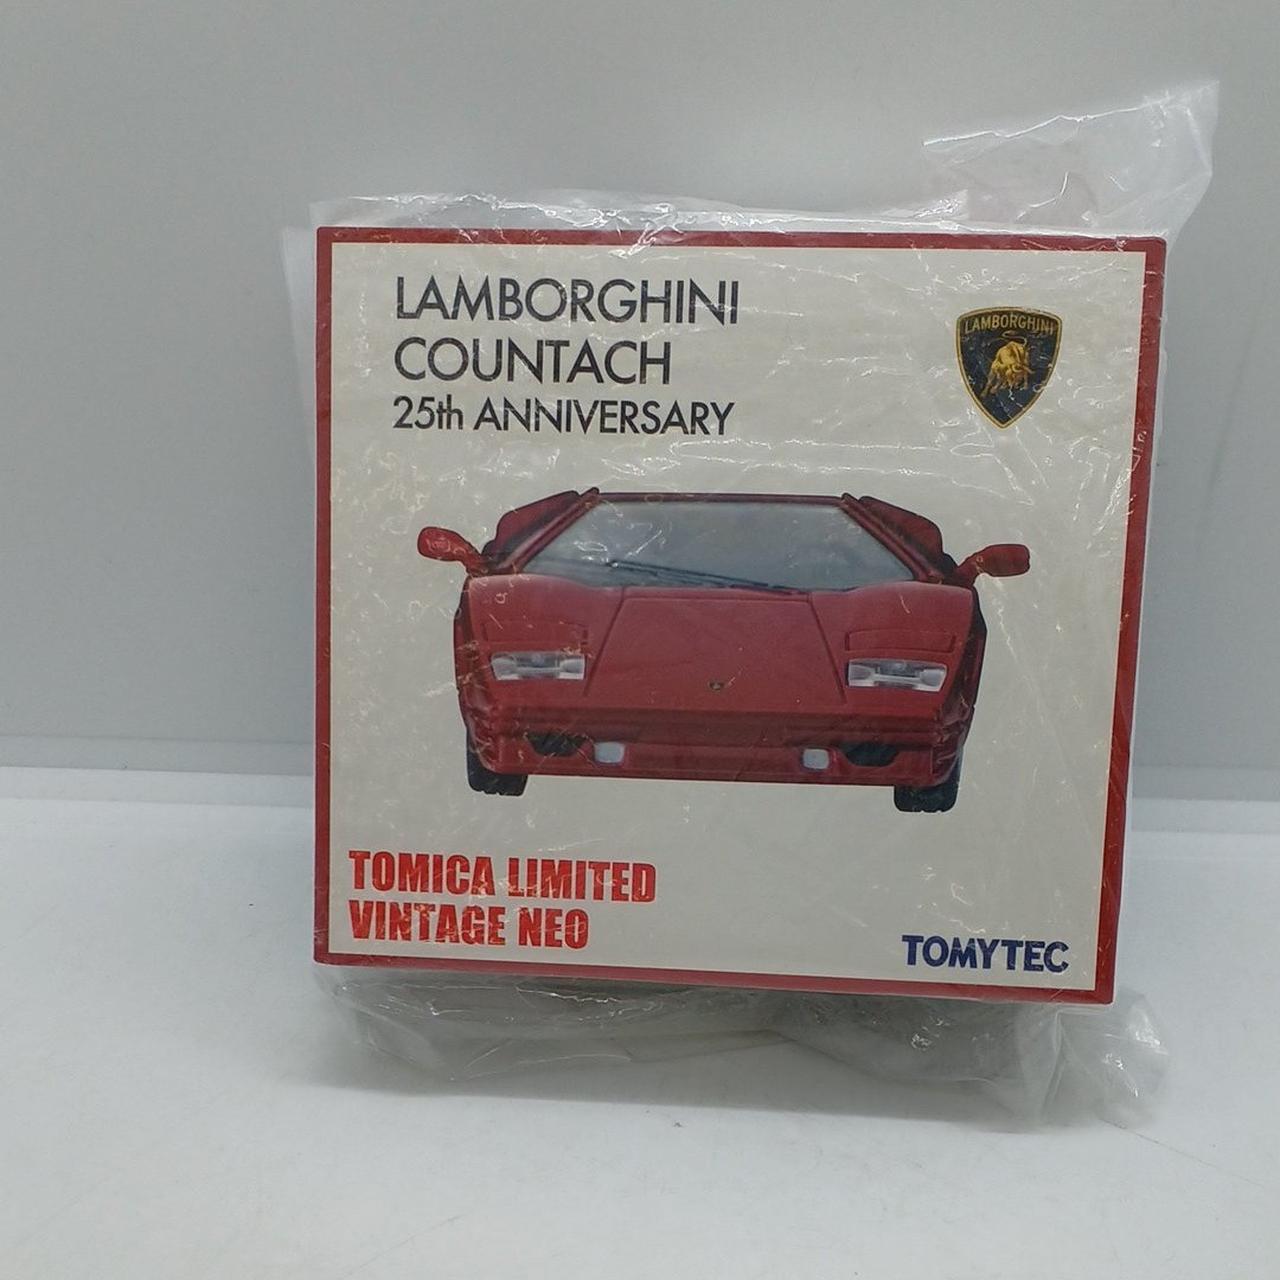 LAMBORGHINI
COUNTACH
25th ANNIVERSARY
LAMBORGHINI
TOMICA LIMITED
VINTAGE NEO
TOMYTEC